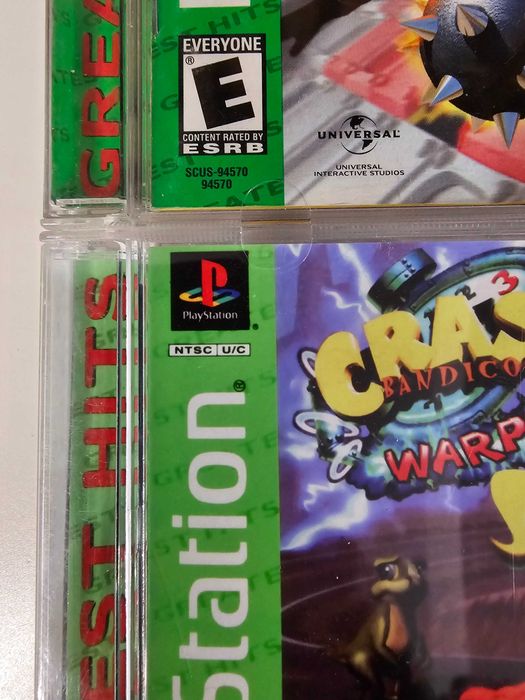 GREA
EVERYONE
E
®
CONTENT RATED BY
ESRB
SCUS-94570
94570
UNIVERSAL
UNIVERSAL
INTERACTIVE STUDIOS
EST HITS
PlayStation
NTSC U/C
Station
3
CRAS
BANDICO
WARP